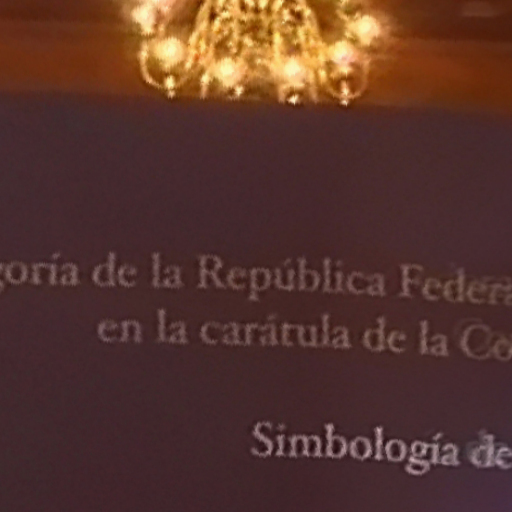 goría de la República Federa
en la carátula de la Co
Simbología de